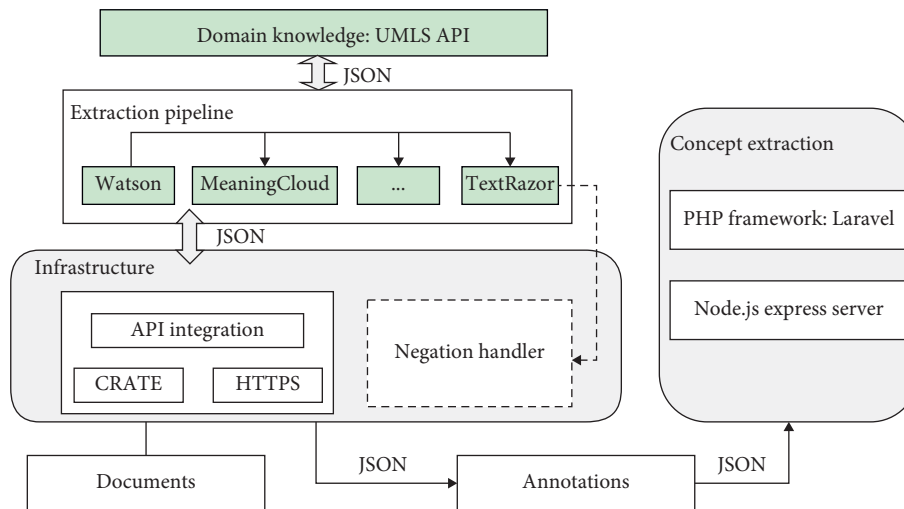 Domain knowledge: UMLS API
JSON
Extraction pipeline
Watson
MeaningCloud
...
TextRazor
JSON
Infrastructure
API integration
CRATE
HTTPS
Negation handler
Concept extraction
PHP framework: Laravel
Node.js express server
Documents
JSON
Annotations
JSON